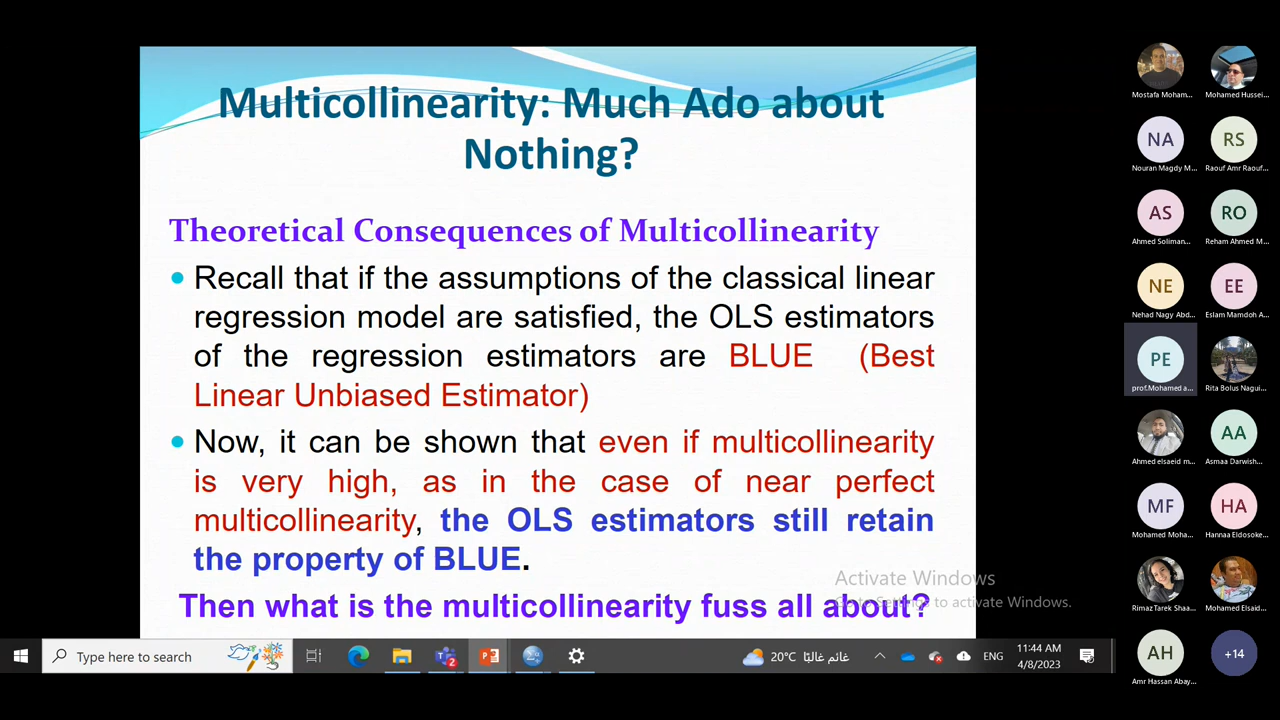 Multicollinearity: Much Ado about
Nothing?
Theoretical Consequences of Multicollinearity
• Recall that if the assumptions of the classical linear
regression model are satisfied, the OLS estimators
of the regression estimators are BLUE (Best
Linear Unbiased Estimator)
• Now, it can be shown that even if multicollinearity
is very high, as in the case of near perfect
multicollinearity, the OLS estimators still retain
the property of BLUE.
Then what is the multicollinearity fuss all about?
Activate Windows
Go to Settings to activate Windows.
Type here to search
20°C غائم غالبًا
ENG
11:44 AM
4/8/2023
Mostafa Moham...
Mohamed Hussei...
NA
Nouran Magdy M...
RS
Raouf Amr Raouf...
AS
Ahmed Soliman...
RO
Reham Ahmed M...
NE
Nehad Nagy Abd...
EE
Eslam Mamdoh A...
PE
prof.Mohamed a...
Rita Bolus Nagui...
Ahmed elsaeid m...
AA
Asmaa Darwish...
MF
Mohamed Moha...
HA
Hannaa Eldosoke...
Rimaz Tarek Shaa...
Mohamed Elsaid...
AH
Amr Hassan Abay...
+14